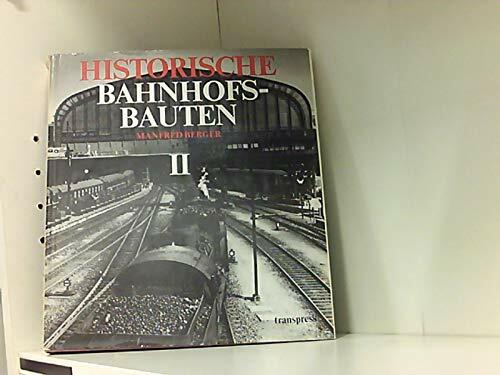 HISTORISCHE
BAHNHOFS-
BAUTEN
MANFRED BERGER
II
transpress